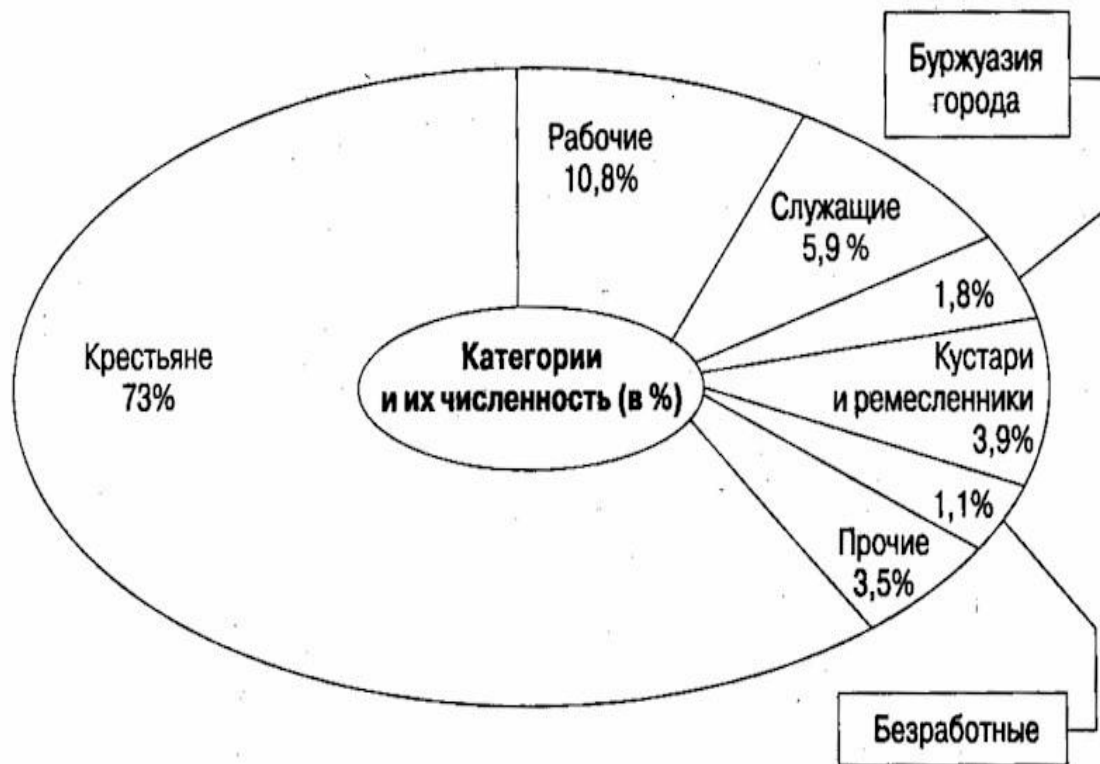 Буржуазия
города
Рабочие
10,8%
Служащие
5,9 %
1,8%
Крестьяне
73%
Категории
и их численность (в %)
Кустари
и ремесленники
3,9%
1,1%
Прочие
3,5%
Безработные